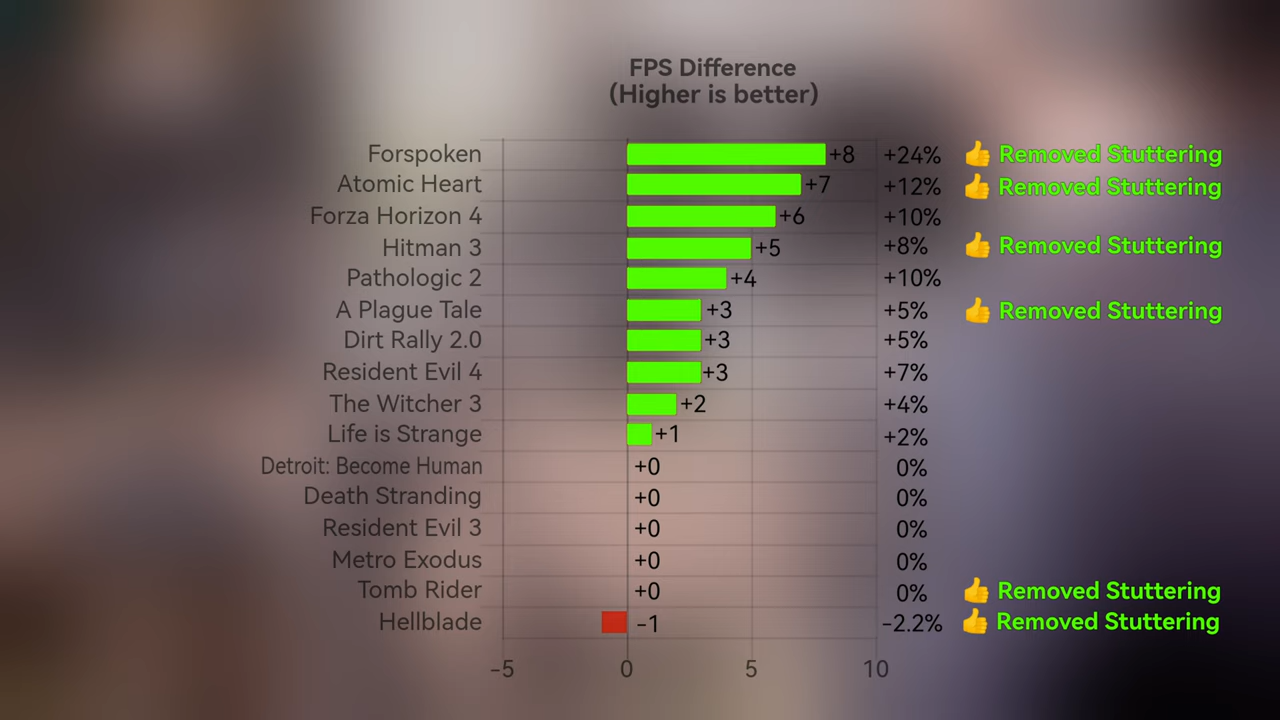 FPS Difference
(Higher is better)
Forspoken +8 +24% 👍 Removed Stuttering
Atomic Heart +7 +12% 👍 Removed Stuttering
Forza Horizon 4 +6 +10%
Hitman 3 +5 +8% 👍 Removed Stuttering
Pathologic 2 +4 +10%
A Plague Tale +3 +5% 👍 Removed Stuttering
Dirt Rally 2.0 +3 +5%
Resident Evil 4 +3 +7%
The Witcher 3 +2 +4%
Life is Strange +1 +2%
Detroit: Become Human +0 0%
Death Stranding +0 0%
Resident Evil 3 +0 0%
Metro Exodus +0 0%
Tomb Rider +0 0% 👍 Removed Stuttering
Hellblade -1 -2.2% 👍 Removed Stuttering
-5 0 5 10